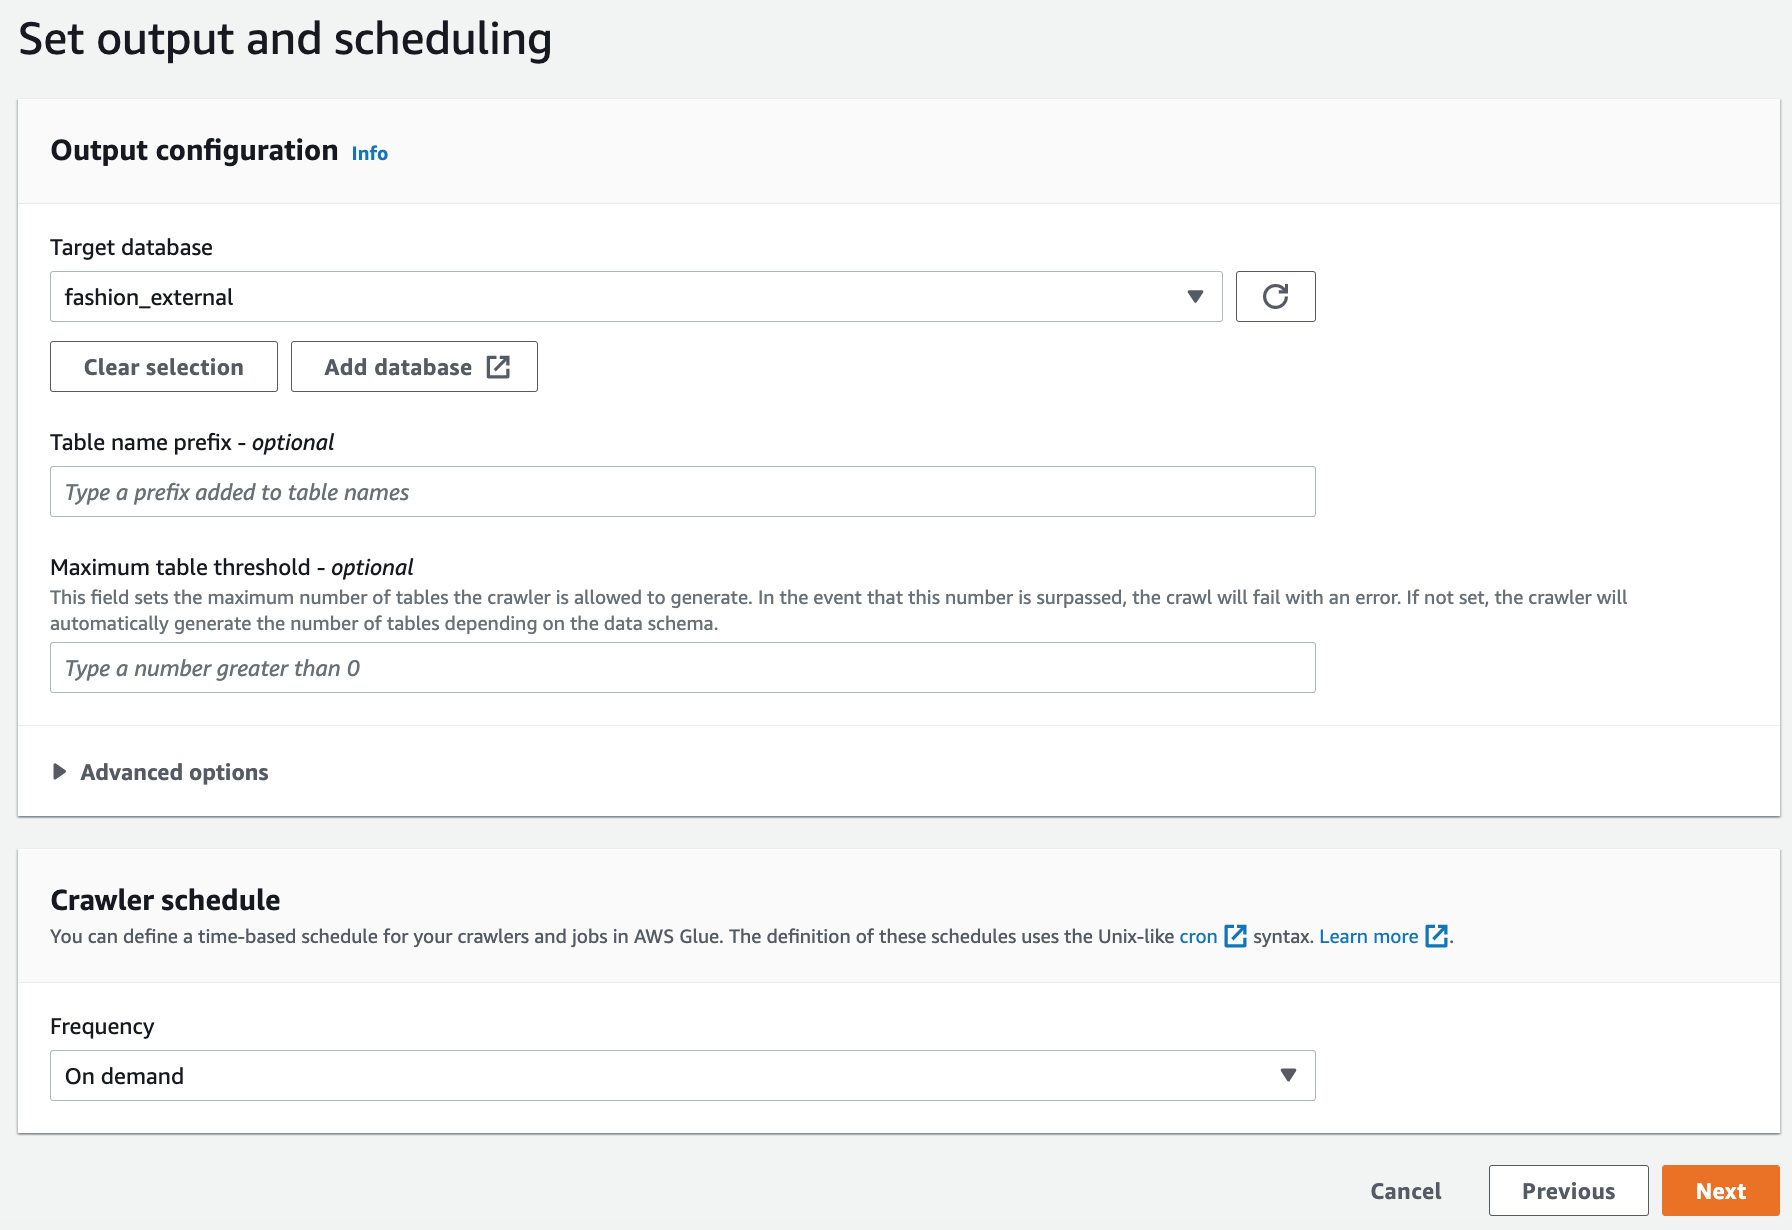 Set output and scheduling
Output configuration Info
Target database
fashion_external
Clear selection Add database
Table name prefix - optional
Type a prefix added to table names
Maximum table threshold - optional
This field sets the maximum number of tables the crawler is allowed to generate. In the event that this number is surpassed, the crawl will fail with an error. If not set, the crawler will
automatically generate the number of tables depending on the data schema.
Type a number greater than 0
Advanced options
Crawler schedule
You can define a time-based schedule for your crawlers and jobs in AWS Glue. The definition of these schedules uses the Unix-like cron syntax. Learn more.
Frequency
On demand
Cancel Previous Next